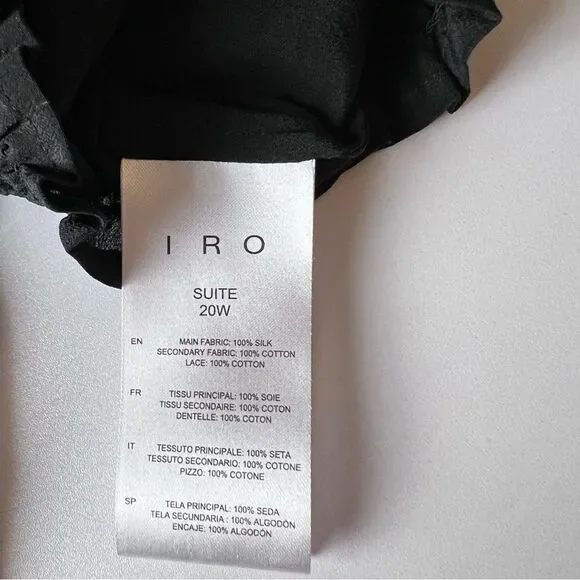 I R O
SUITE
20W
EN MAIN FABRIC: 100% SILK
SECONDARY FABRIC: 100% COTTON
LACE: 100% COTTON
FR TISSU PRINCIPAL: 100% SOIE
TISSU SECONDAIRE: 100% COTON
DENTELLE: 100% COTON
IT TESSUTO PRINCIPALE: 100% SETA
TESSUTO SECONDARIO: 100% COTONE
PIZZO: 100% COTONE
SP TELA PRINCIPAL: 100% SEDA
TELA SECUNDARIA : 100% ALGODÓN
ENCAJE: 100% ALGODÓN